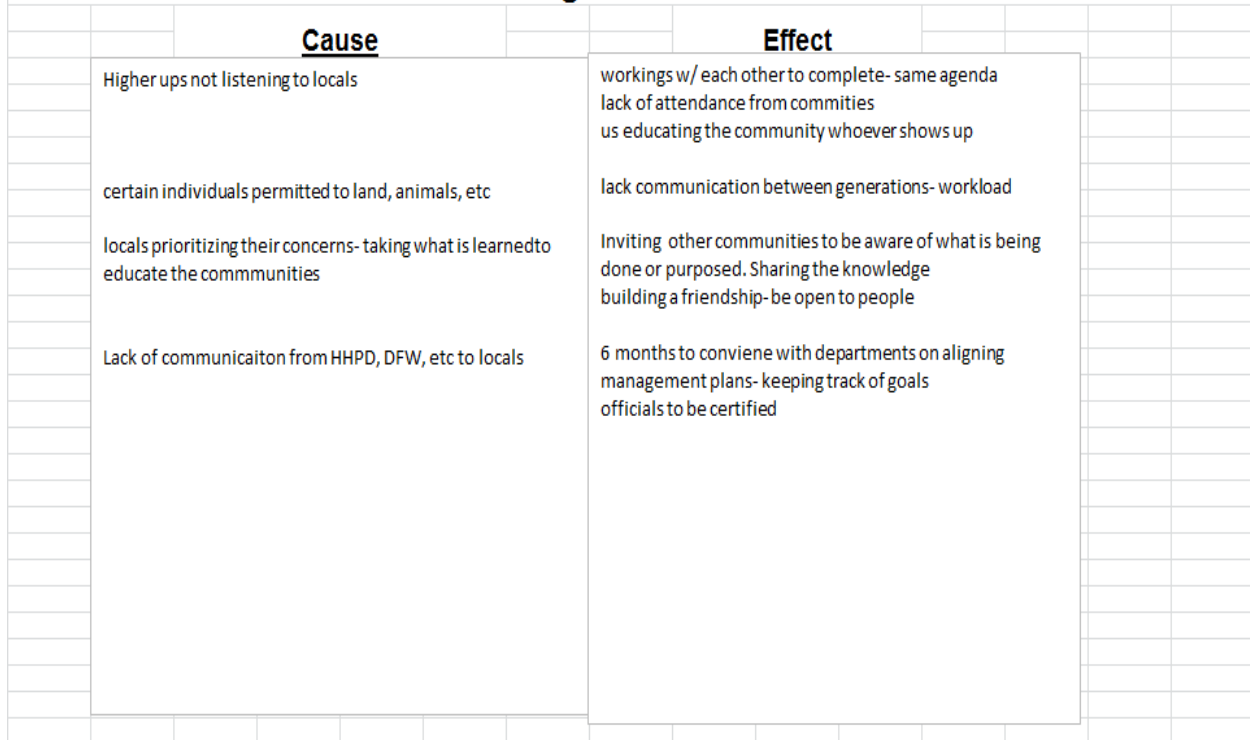 Cause
Effect
Higher ups not listening to locals
certain individuals permitted to land, animals, etc
locals prioritizing their concerns- taking what is learnedto
educate the commmunities
Lack of communicaiton from HHPD, DFW, etc to locals
workings w/ each other to complete- same agenda
lack of attendance from commities
us educating the community whoever shows up
lack communication between generations- workload
Inviting other communities to be aware of what is being
done or purposed. Sharing the knowledge
building a friendship- be open to people
6 months to conviene with departments on aligning
management plans- keeping track of goals
officials to be certified